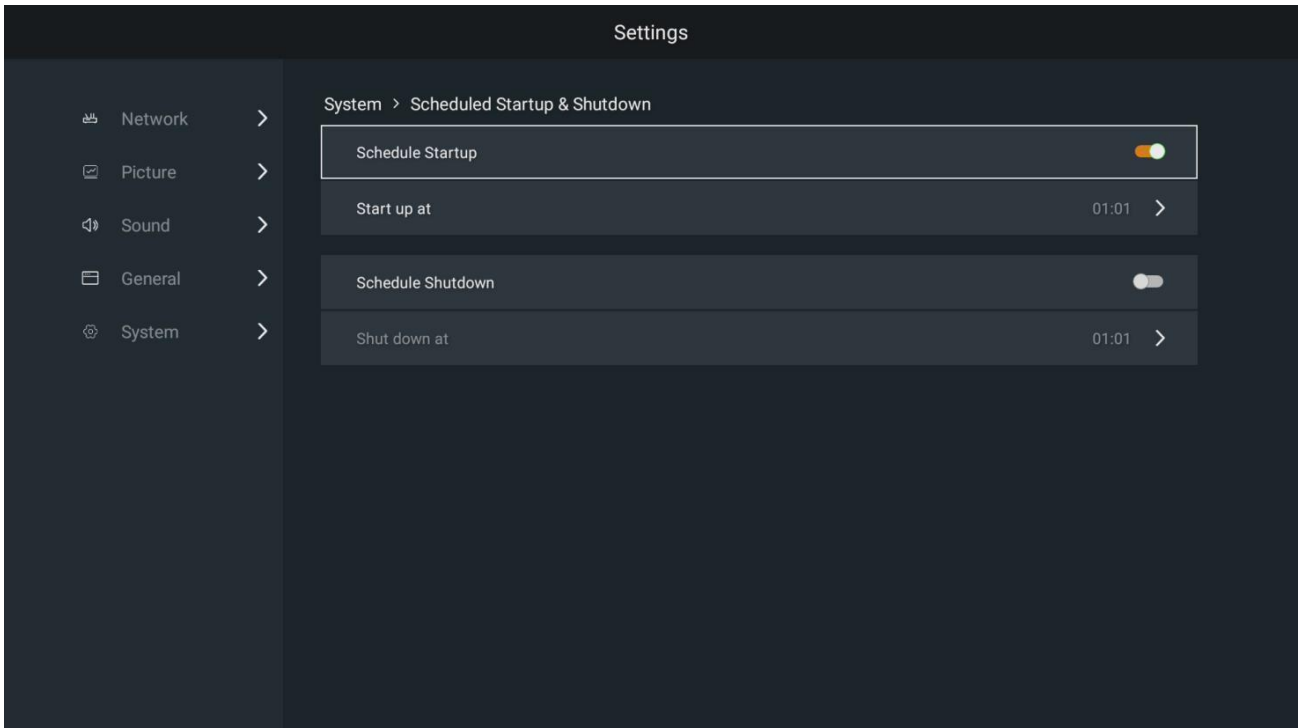 Settings
Network
Picture
Sound
General
System
System > Scheduled Startup & Shutdown
Schedule Startup
Start up at 01:01
Schedule Shutdown
Shut down at 01:01